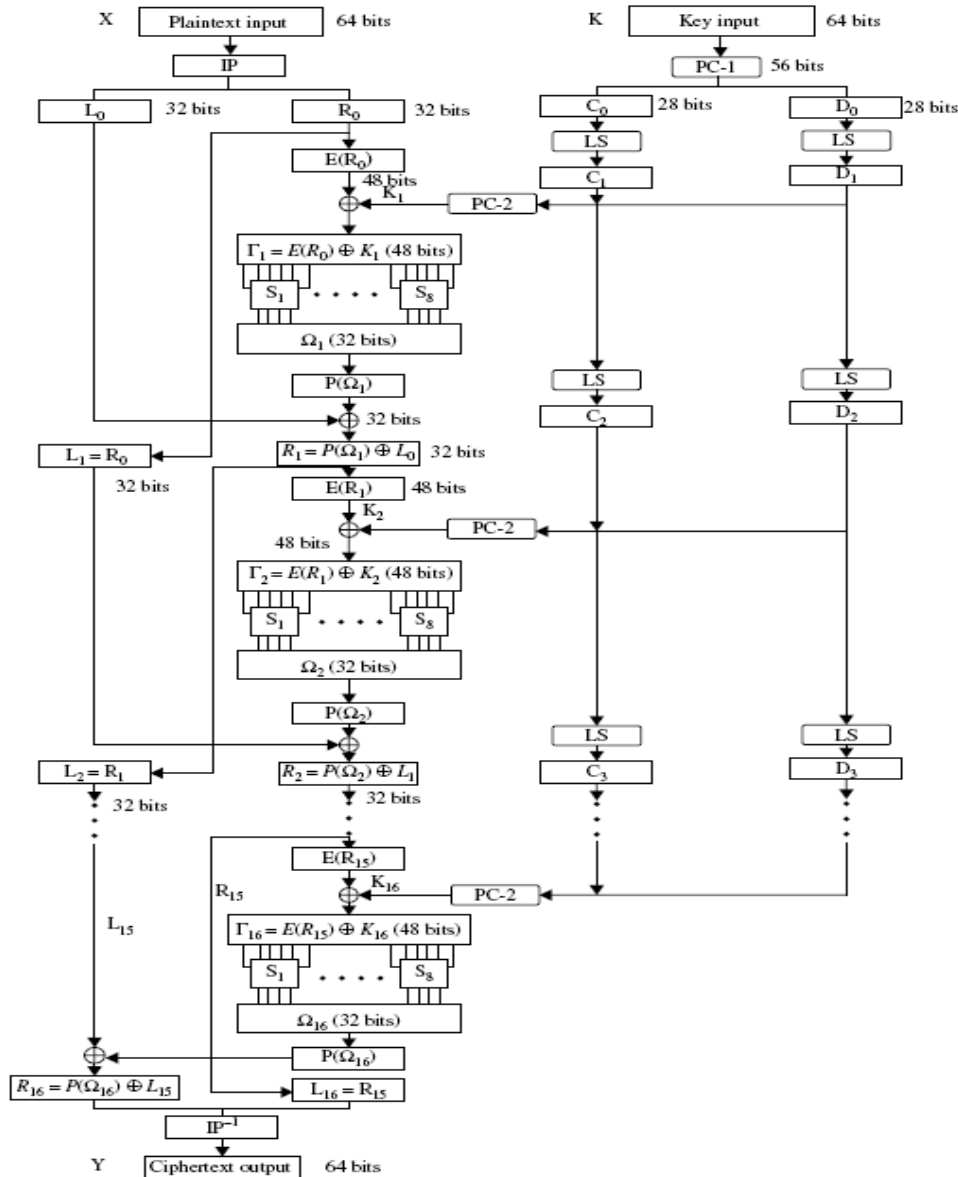 X Plaintext input 64 bits K Key input 64 bits
IP PC-1 56 bits
L₀ 32 bits R₀ 32 bits C₀ 28 bits D₀ 28 bits
LS LS
E(R₀)
48 bits C₁ D₁
K₁ PC-2
Γ₁ = E(R₀) ⊕ K₁ (48 bits)
S₁ • • • • S₈
Ω₁ (32 bits)
P(Ω₁) LS LS
32 bits C₂ D₂
L₁ = R₀ R₁ = P(Ω₁) ⊕ L₀ 32 bits
32 bits E(R₁) 48 bits
K₂ PC-2
48 bits
Γ₂ = E(R₁) ⊕ K₂ (48 bits)
S₁ • • • • S₈
Ω₂ (32 bits)
P(Ω₂)
LS LS
L₂ = R₁ R₂ = P(Ω₂) ⊕ L₁ C₃ D₃
32 bits 32 bits
E(R₁₅)
R₁₅ K₁₆ PC-2
L₁₅ Γ₁₆ = E(R₁₅) ⊕ K₁₆ (48 bits)
S₁ • • • • S₈
Ω₁₆ (32 bits)
P(Ω₁₆)
R₁₆ = P(Ω₁₆) ⊕ L₁₅ L₁₆ = R₁₅
IP⁻¹
Y Ciphertext output 64 bits